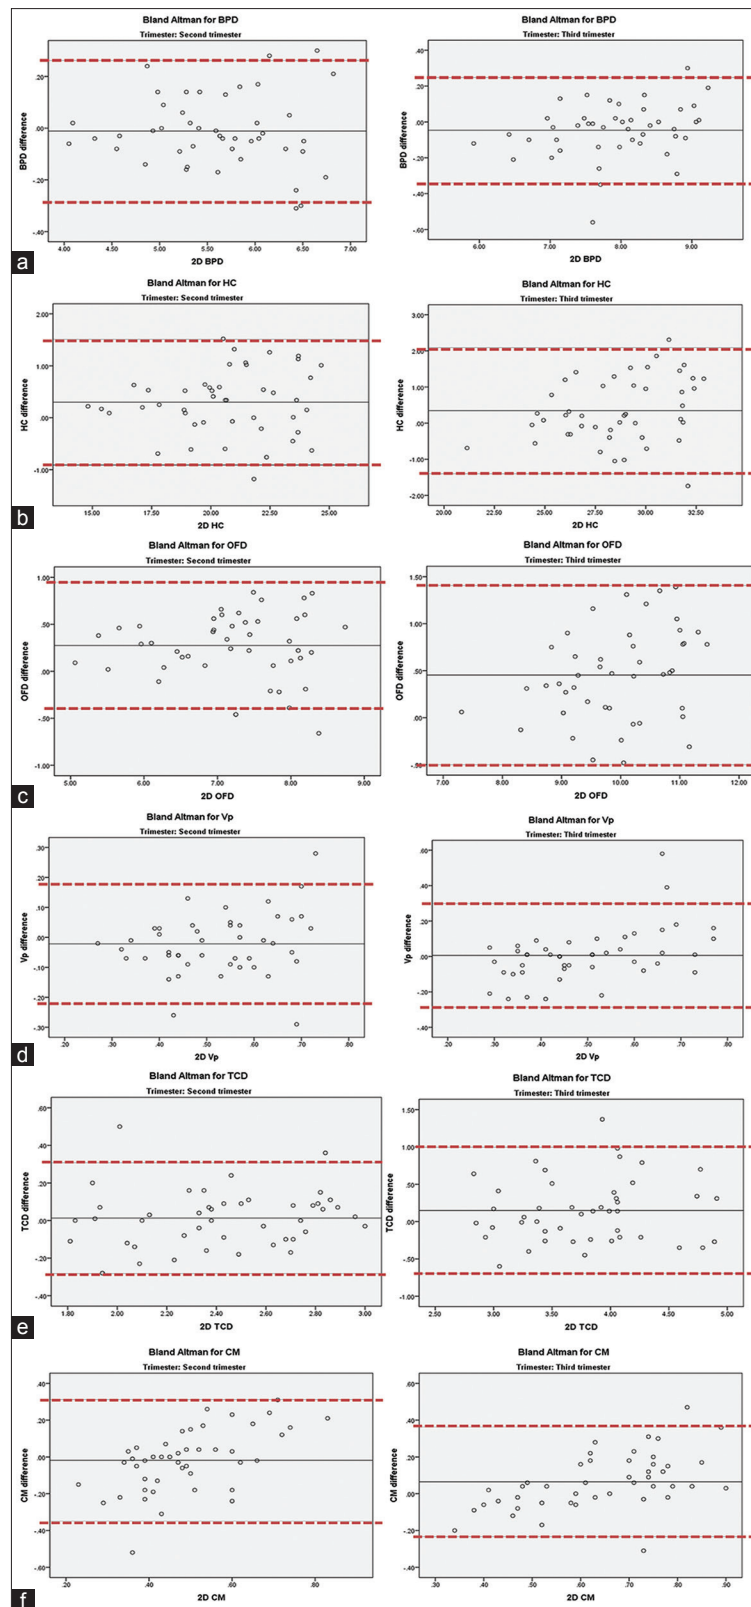 Bland Altman for BPD
Trimester: Second trimester
.20
.00
-.20
-.40
BPD difference
4.00 4.50 5.00 5.50 6.00 6.50 7.00
2D BPD
Bland Altman for BPD
Trimester: Third trimester
.40
.20
.00
-.20
-.40
-.60
BPD difference
6.00 7.00 8.00 9.00
2D BPD
a
Bland Altman for HC
Trimester: Second trimester
2.00
1.00
.00
-1.00
HC difference
15.00 17.50 20.00 22.50 25.00
2D HC
Bland Altman for HC
Trimester: Third trimester
3.00
2.00
1.00
.00
-1.00
-2.00
HC difference
20.00 22.50 25.00 27.50 30.00 32.50
2D HC
b
Bland Altman for OFD
Trimester: Second trimester
1.00
.50
.00
-.50
-1.00
OFD difference
5.00 6.00 7.00 8.00 9.00
2D OFD
Bland Altman for OFD
Trimester: Third trimester
1.50
1.00
.50
.00
OFD difference
7.00 8.00 9.00 10.00 11.00 12.00
2D OFD
c
Bland Altman for Vp
Trimester: Second trimester
.30
.20
.10
.00
-.10
-.20
-.30
Vp difference
.20 .30 .40 .50 .60 .70 .80
2D Vp
Bland Altman for Vp
Trimester: Third trimester
.60
.40
.20
.00
-.20
-.40
Vp difference
.20 .30 .40 .50 .60 .70 .80
2D Vp
d
Bland Altman for TCD
Trimester: Second trimester
.60
.40
.20
.00
-.20
-.40
TCD difference
1.80 2.00 2.20 2.40 2.60 2.80 3.00
2D TCD
Bland Altman for TCD
Trimester: Third trimester
1.50
1.00
.50
.00
-.50
-1.00
TCD difference
2.50 3.00 3.50 4.00 4.50 5.00
2D TCD
e
Bland Altman for CM
Trimester: Second trimester
.40
.20
.00
-.20
-.40
-.60
CM difference
.20 .40 .60 .80
2D CM
Bland Altman for CM
Trimester: Third trimester
.60
.40
.20
.00
-.20
-.40
CM difference
.30 .40 .50 .60 .70 .80 .90
2D CM
f